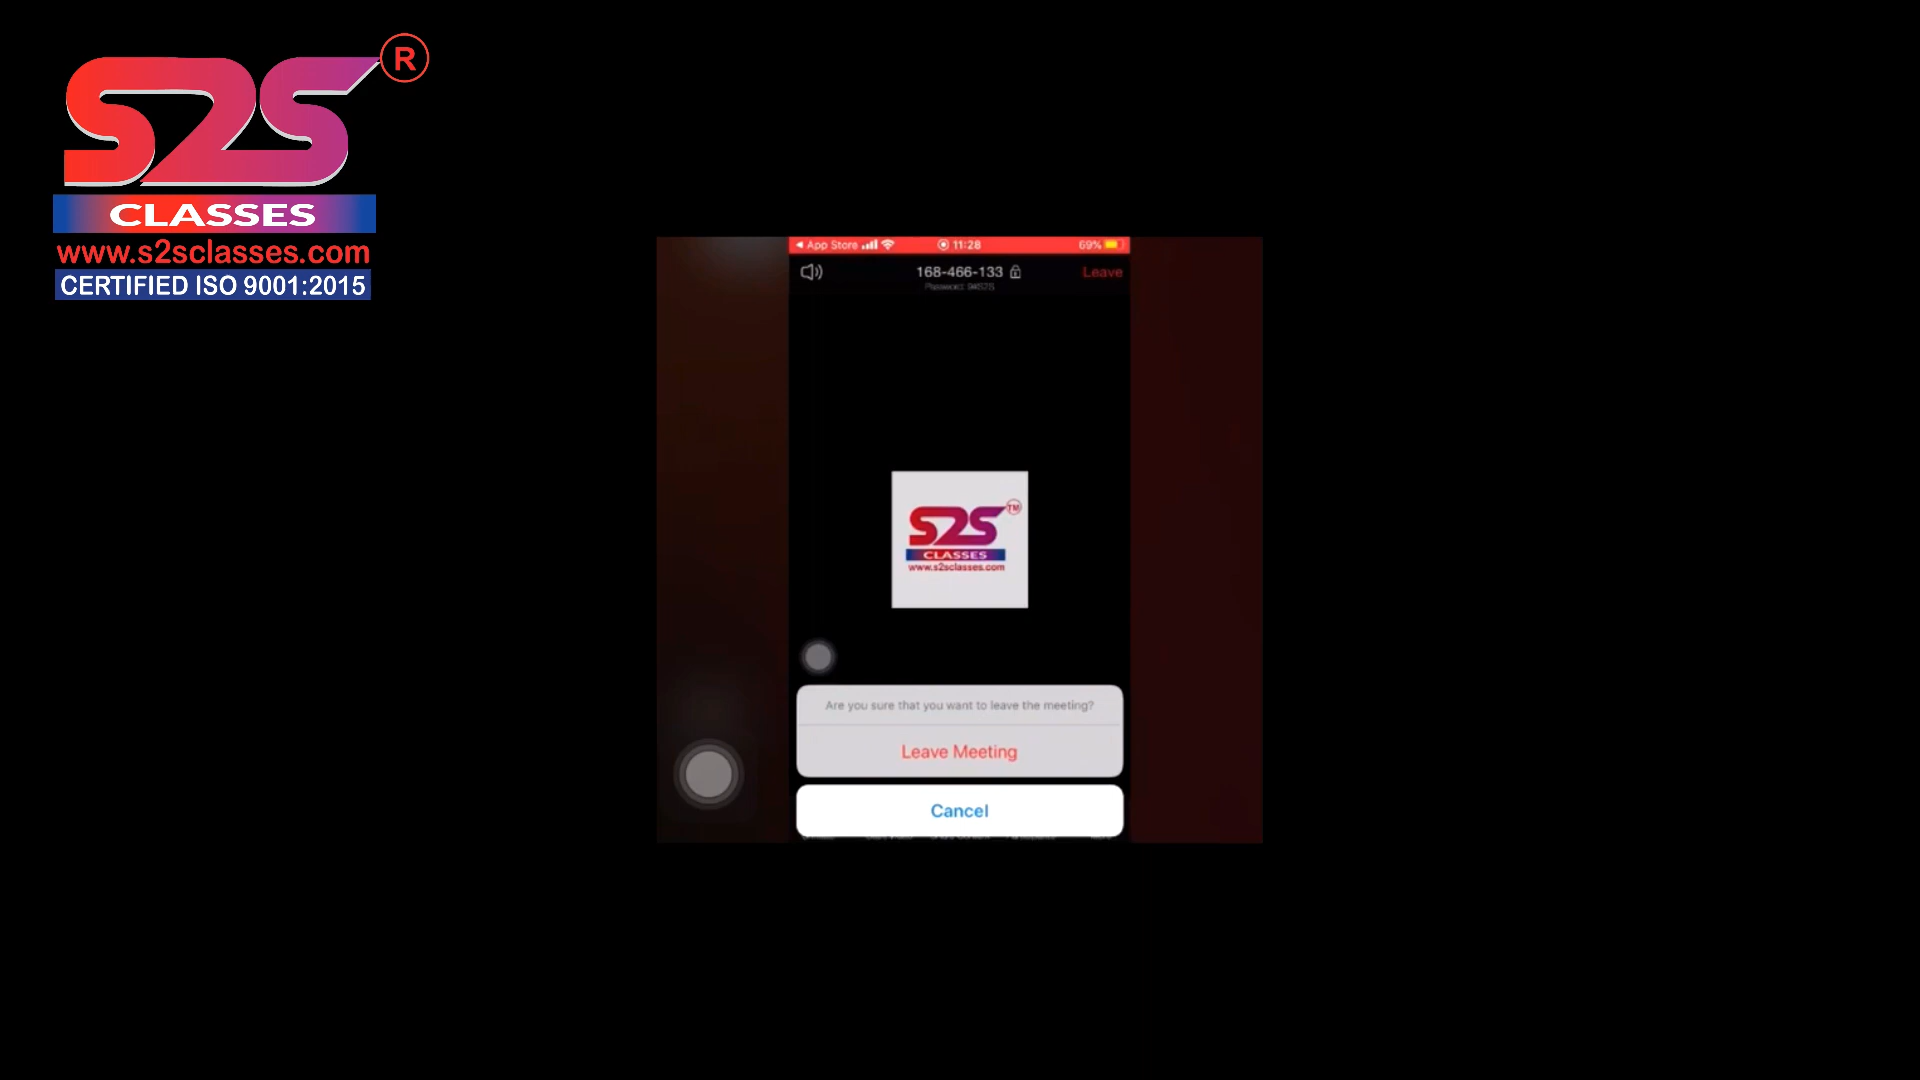 S2S
R
CLASSES
www.s2sclasses.com
CERTIFIED ISO 9001:2015
App Store
11:28
69%
168-466-133
Leave
S2S
TM
CLASSES
www.s2sclasses.com
Are you sure that you want to leave the meeting?
Leave Meeting
Cancel